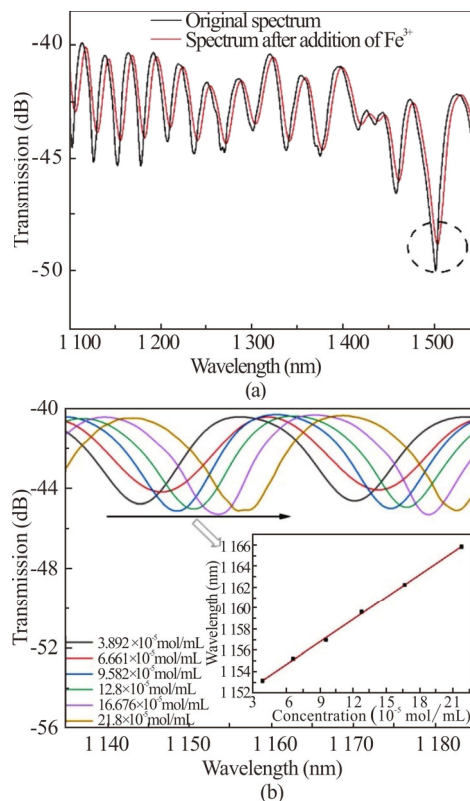 Original spectrum
Spectrum after addition of Fe³⁺
-40
-45
-50
Transmission (dB)
1 100 1 200 1 300 1 400 1 500
Wavelength (nm)
(a)
-40
-44
-48
-52
-56
Transmission (dB)
3.892×10⁻⁵mol/mL
6.661×10⁻⁵mol/mL
9.582×10⁻⁵mol/mL
12.8×10⁻⁵mol/mL
16.676×10⁻⁵mol/mL
21.8×10⁻⁵mol/mL
1 166
1 164
1 162
1 160
1 158
1 156
1 154
1 152
Wavelength (nm)
3 6 9 12 15 18 21
Concentration (10⁻⁵ mol/mL)
1 140 1 150 1 160 1 170 1 180
Wavelength (nm)
(b)